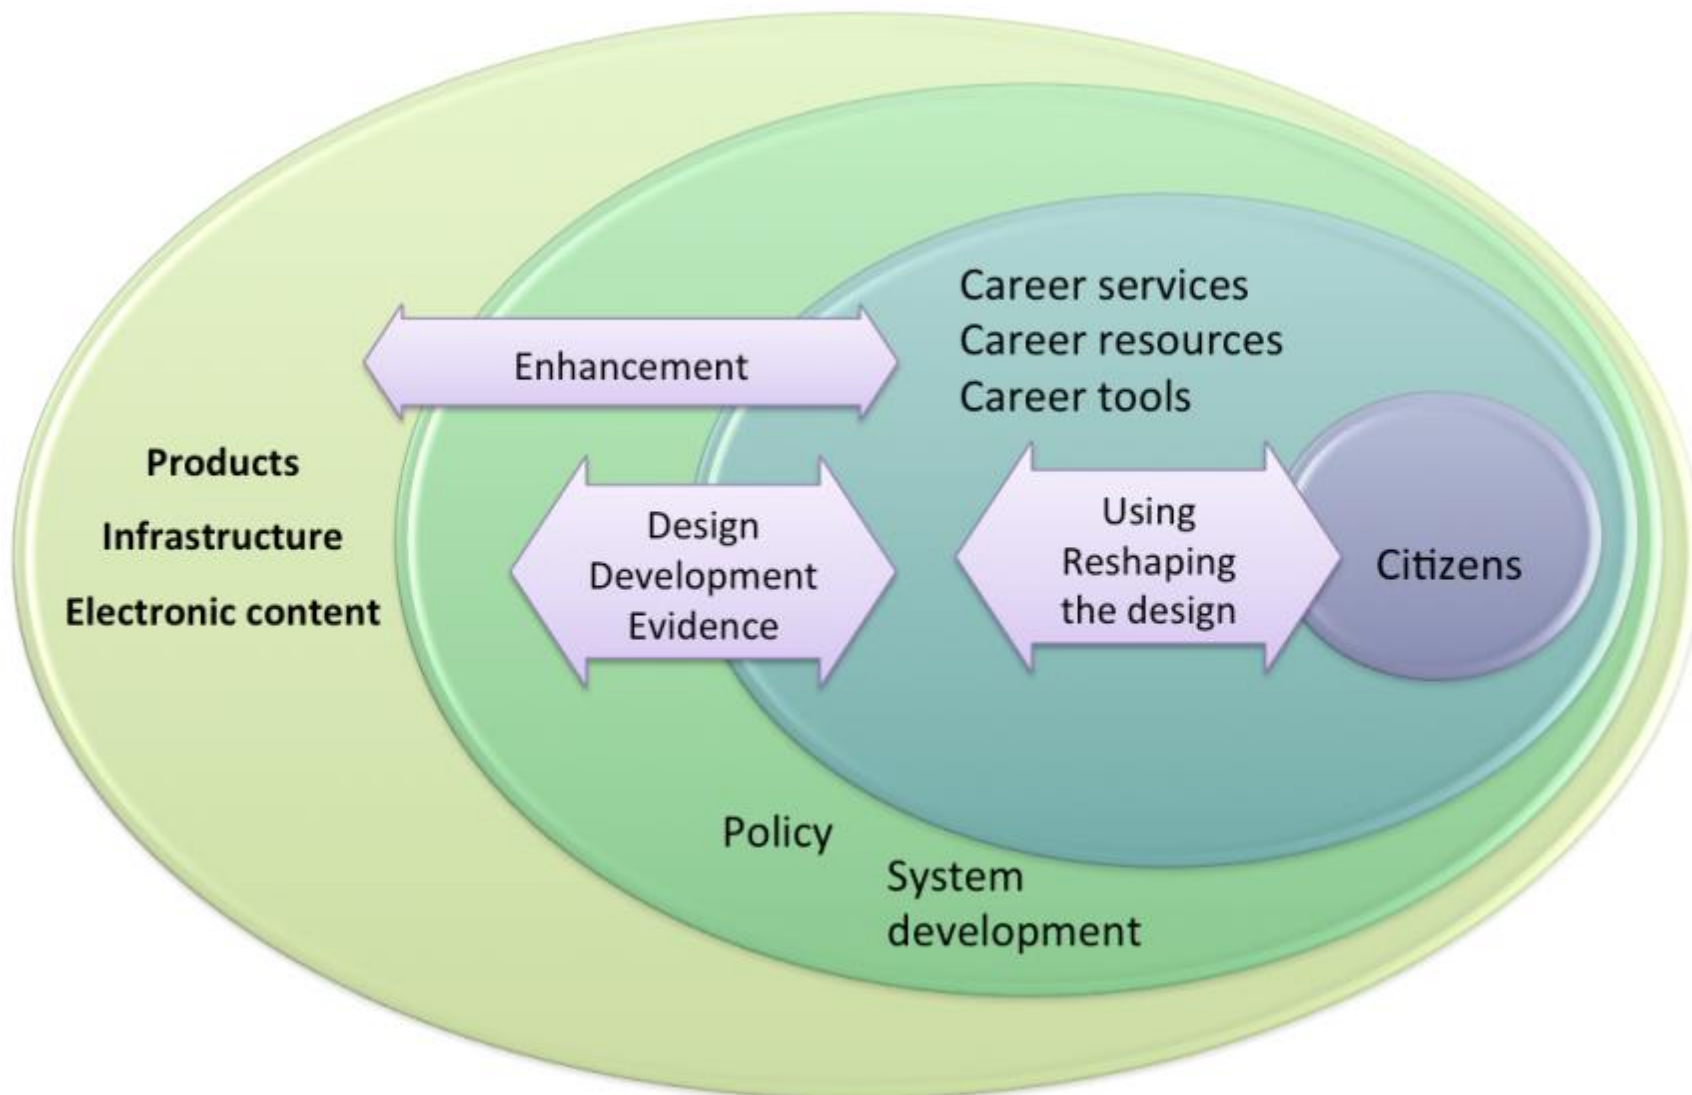 Career services
Career resources
Career tools
Enhancement
Products
Infrastructure
Electronic content
Design
Development
Evidence
Using
Reshaping
the design
Citizens
Policy
System
development